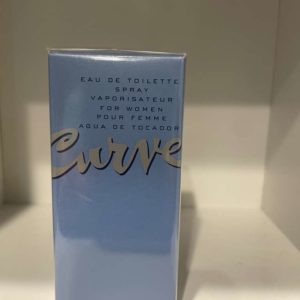 EAU DE TOILETTE
SPRAY
VAPORISATEUR
FOR WOMEN
POUR FEMME
AGUA DE TOCADOR
Curve